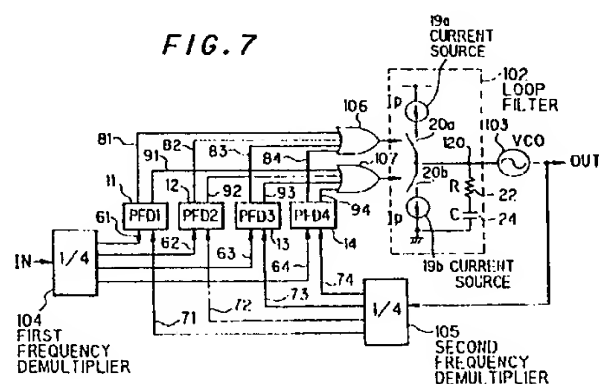 FIG. 7
19a
CURRENT
SOURCE
102
LOOP
FILTER
106
Ip
20a
103
VCO
120
OUT
81
82
83
84
91
107
20b
R
22
11
12
92
93
94
61
PFD1
PFD2
PFD3
PFD4
Ip
C
24
IN
1/4
62
63
13
64
14
74
19b CURRENT
SOURCE
104
FIRST
FREQUENCY
DEMULTIPLIER
71
72
73
1/4
105
SECOND
FREQUENCY
DEMULTIPLIER